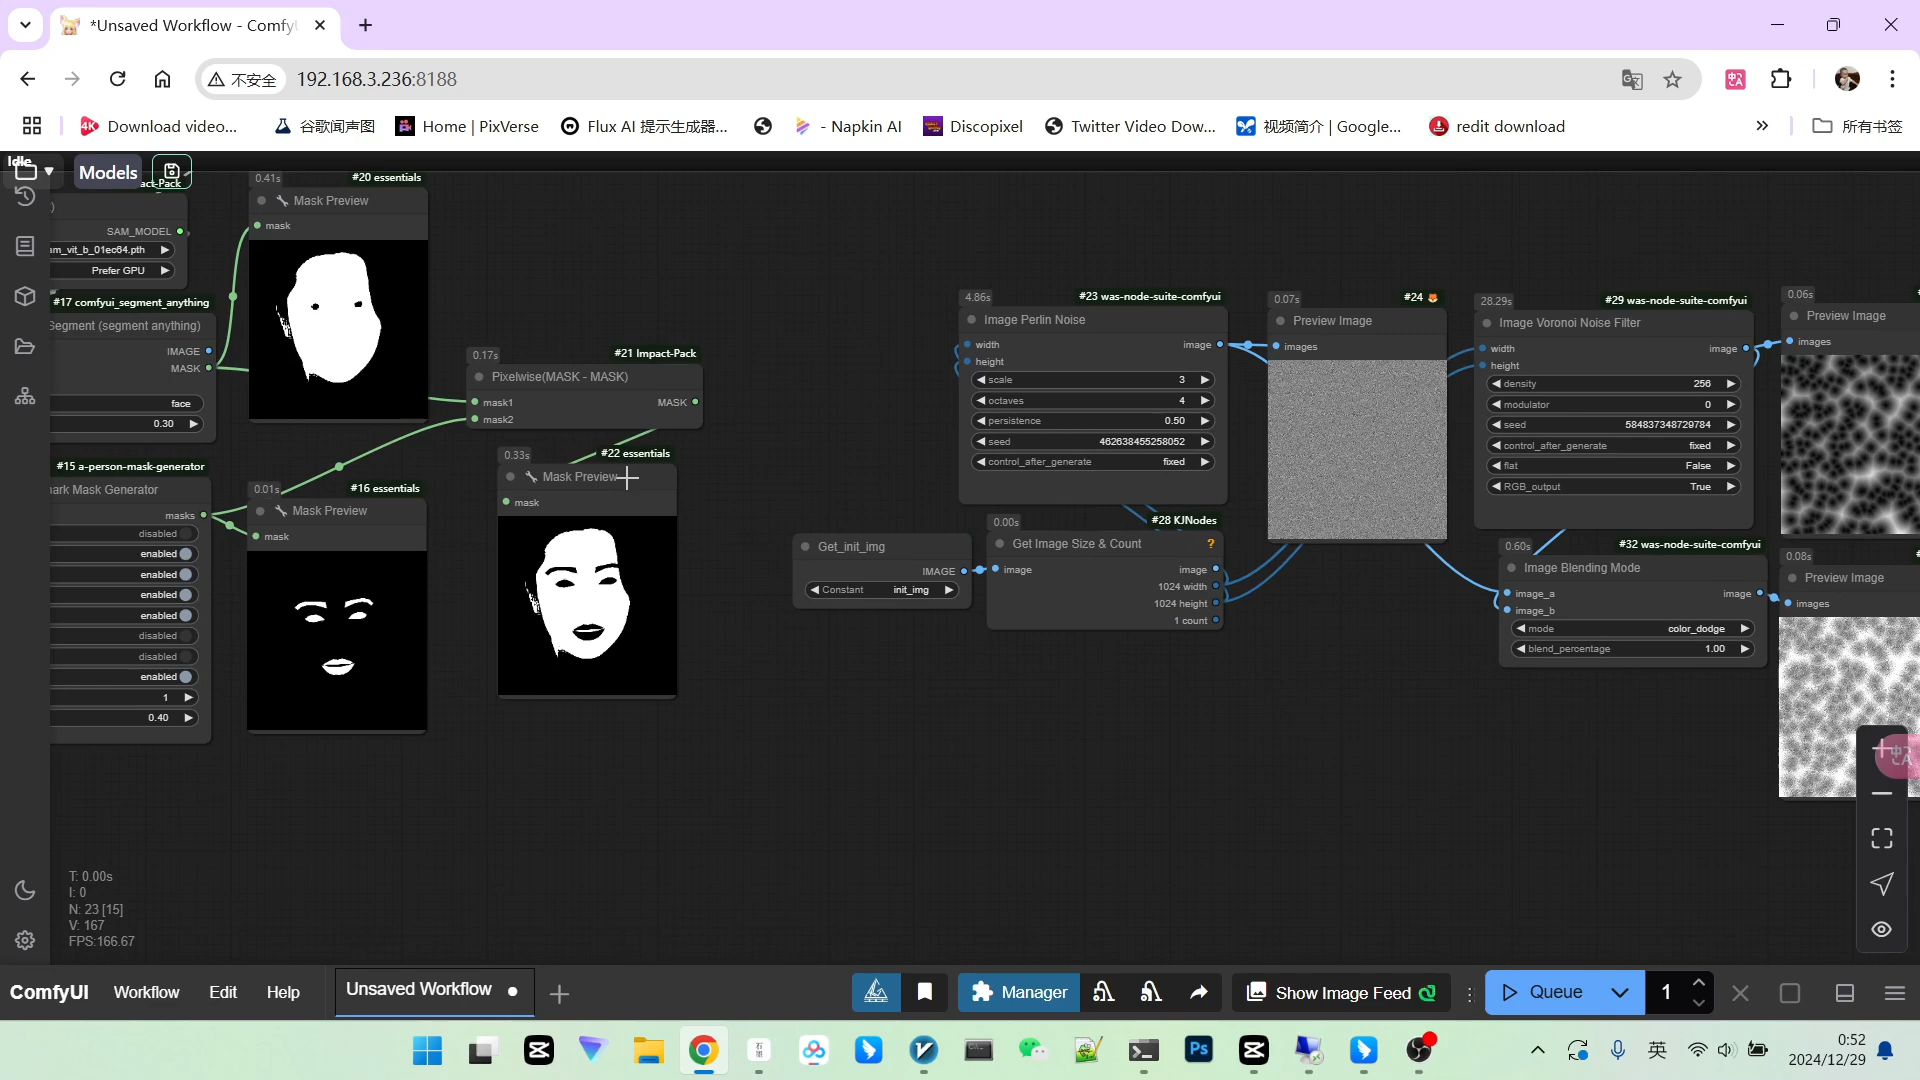 *Unsaved Workflow - ComfyU
不安全
192.168.3.236:8188
Download video...
谷歌闻声图
Home | PixVerse
Flux AI 提示生成器...
- Napkin AI
Discopixel
Twitter Video Dow...
视频简介 | Google...
redit download
所有书签
Idle
Models
act-Pack
SAM_MODEL
am_vit_b_01ec64.pth
Prefer GPU
#17 comfyui_segment_anything
Segment (segment anything)
IMAGE
MASK
face
0.30
#15 a-person-mask-generator
ark Mask Generator
masks
disabled
enabled
enabled
enabled
enabled
disabled
disabled
enabled
1
0.40
0.41s
#20 essentials
Mask Preview
mask
0.01s
#16 essentials
Mask Preview
mask
0.17s
#21 Impact-Pack
Pixelwise(MASK - MASK)
mask1
MASK
mask2
0.33s
#22 essentials
Mask Preview
mask
Get_init_img
IMAGE
Constant
init_img
4.86s
#23 was-node-suite-comfyui
Image Perlin Noise
width
image
height
scale
3
octaves
4
persistence
0.50
seed
462638455258052
control_after_generate
fixed
0.00s
#28 KJNodes
Get Image Size & Count
?
image
image
1024 width
1024 height
1 count
0.07s
#24
Preview Image
images
28.29s
#29 was-node-suite-comfyui
Image Voronoi Noise Filter
width
image
height
density
256
modulator
0
seed
584837348729784
control_after_generate
fixed
flat
False
RGB_output
True
0.60s
#32 was-node-suite-comfyui
Image Blending Mode
image_a
image
image_b
mode
color_dodge
blend_percentage
1.00
0.06s
Preview Image
images
0.08s
Preview Image
images
T: 0.00s
I: 0
N: 23 [15]
V: 167
FPS:166.67
ComfyUI
Workflow
Edit
Help
Unsaved Workflow
Manager
Show Image Feed
Queue
1
英
0:52
2024/12/29